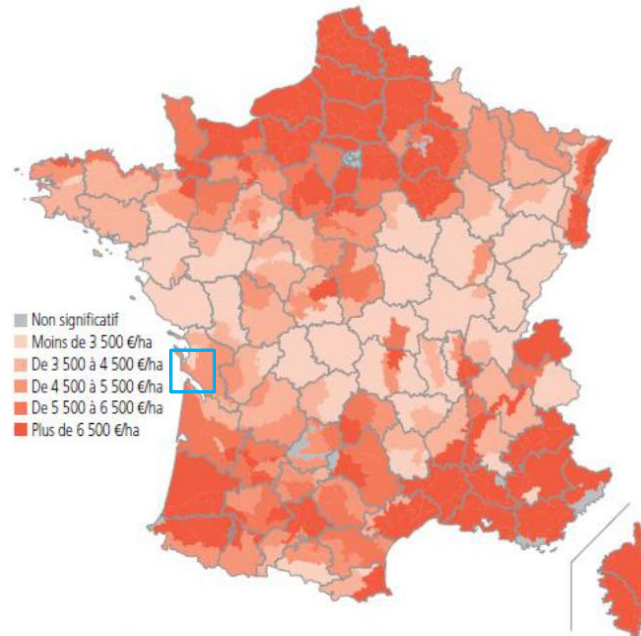 Non significatif
Moins de 3 500 €/ha
De 3 500 à 4 500 €/ha
De 4 500 à 5 500 €/ha
De 5 500 à 6 500 €/ha
Plus de 6 500 €/ha